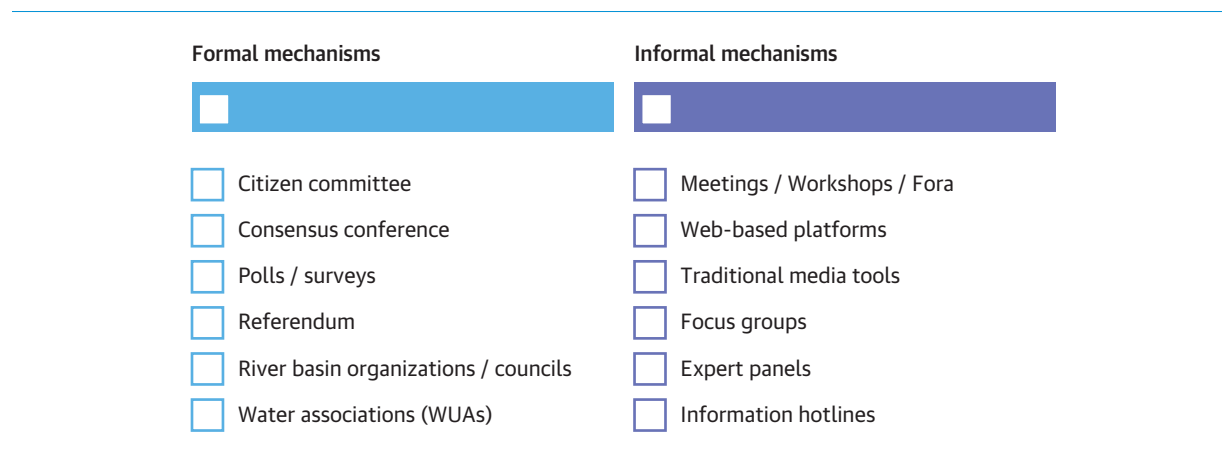 Formal mechanisms
Citizen committee
Consensus conference
Polls / surveys
Referendum
River basin organizations / councils
Water associations (WUAs)
Informal mechanisms
Meetings / Workshops / Fora
Web-based platforms
Traditional media tools
Focus groups
Expert panels
Information hotlines